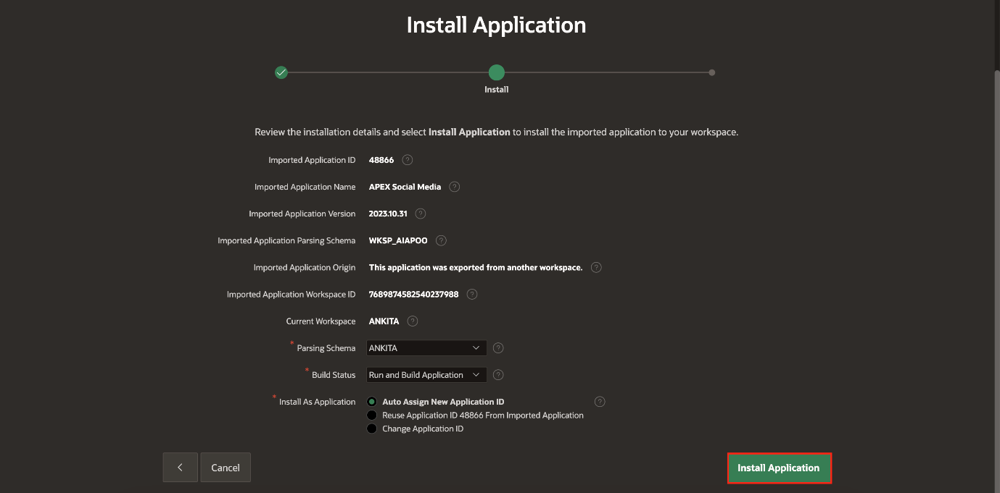 Install Application
Install
Review the installation details and select Install Application to install the imported application to your workspace.
Imported Application ID 48866 ?
Imported Application Name APEX Social Media ?
Imported Application Version 2023.10.31 ?
Imported Application Parsing Schema WKSP_AIAPOO ?
Imported Application Origin This application was exported from another workspace. ?
Imported Application Workspace ID 7689874582540237988 ?
Current Workspace ANKITA ?
* Parsing Schema ANKITA ?
* Build Status Run and Build Application ?
* Install As Application Auto Assign New Application ID ?
Reuse Application ID 48866 From Imported Application
Change Application ID
Cancel Install Application